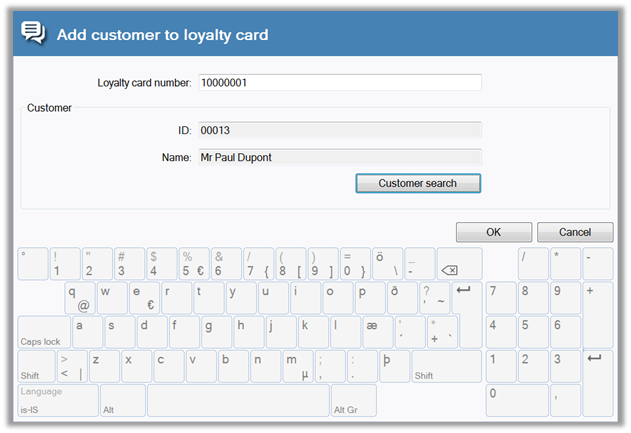 Add customer to loyalty card
Loyalty card number: 10000001
Customer
ID: 00013
Name: Mr Paul Dupont
Customer search
OK Cancel
° ! " # $ % & / ( ) = ö _ / * -
1 2 3 4 5 € 6 7 { 8 [ 9 ] 0 } \ -
q @ w e € r t y u i o p ð ? ' ~ 7 8 9 +
Caps lock a s d f g h j k l æ ´ ' * + ` 4 5 6
Shift > < | z x c v b n m µ ; , : . þ Shift 1 2 3
Language
is-IS Alt Alt Gr 0 ,